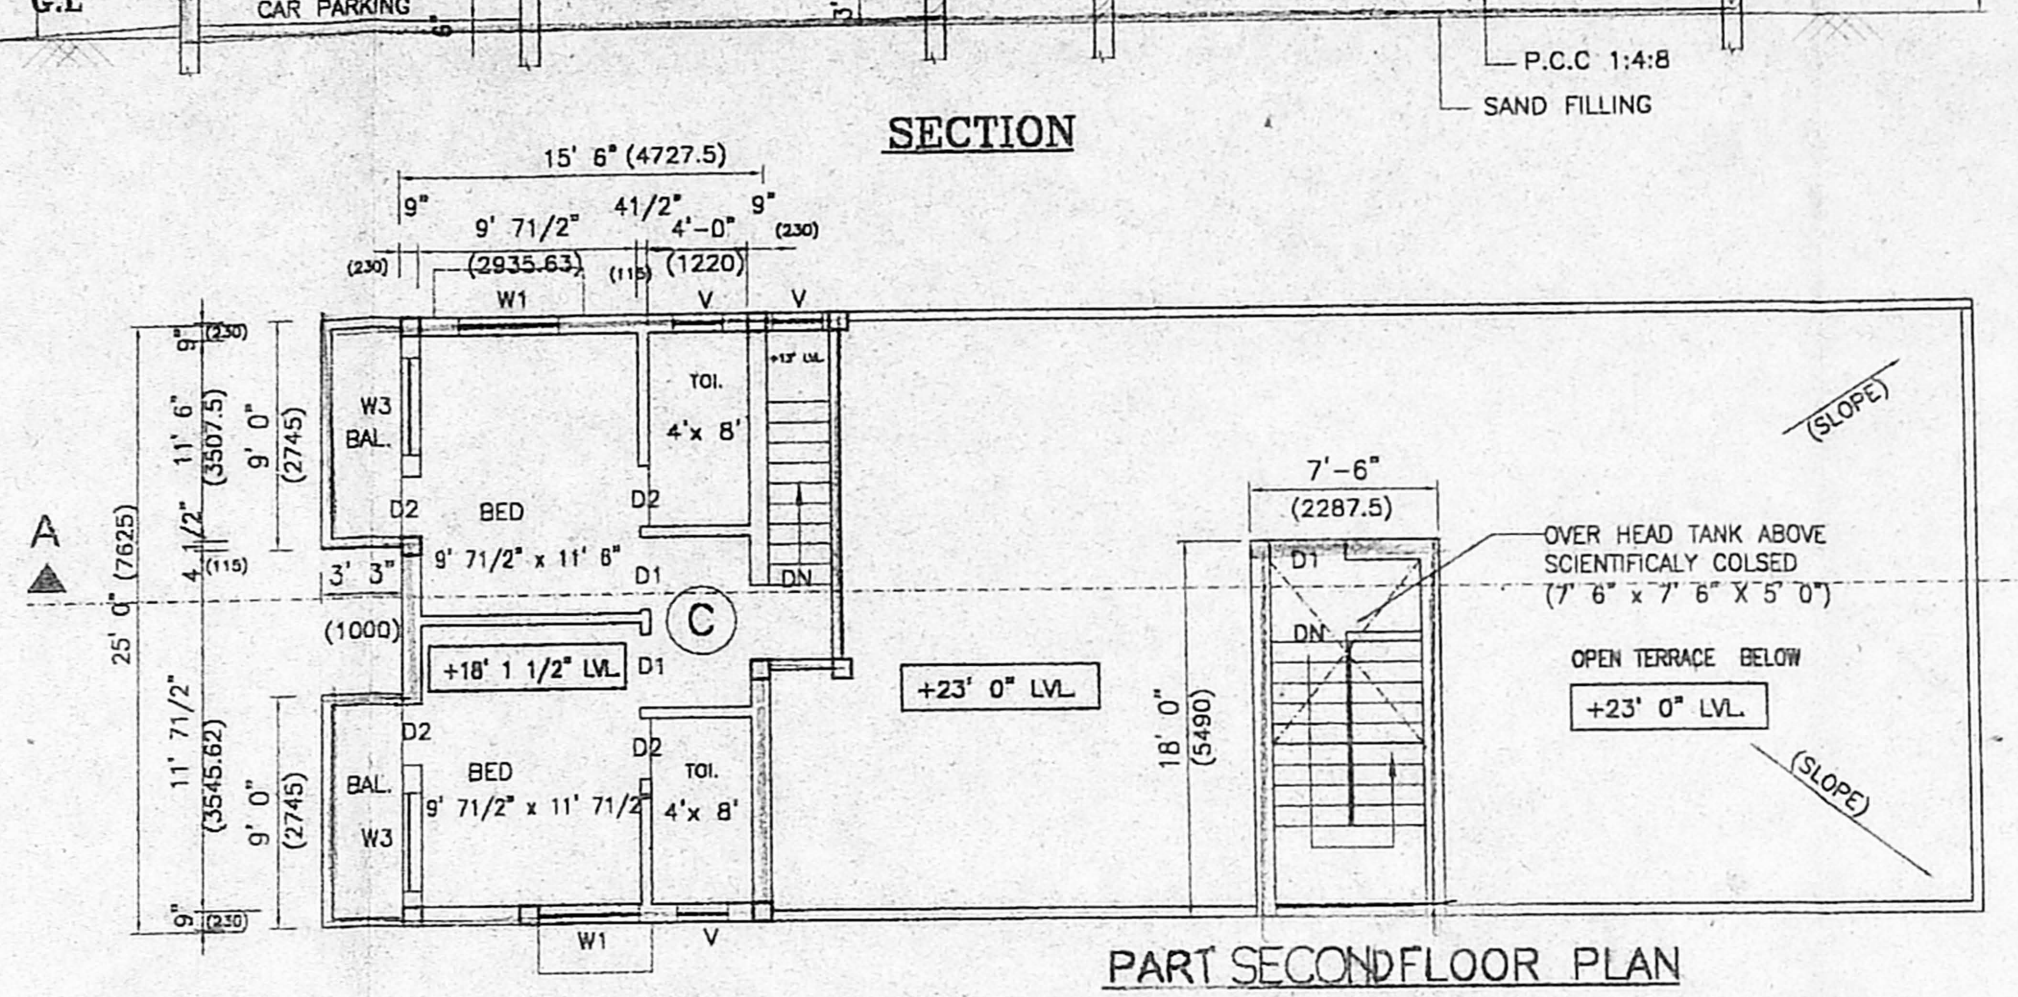 G.L
CAR PARKING
6"
3'
P.C.C 1:4:8
SAND FILLING
SECTION
15' 6" (4727.5)
9"
41/2"
9"
9' 71/2"
4'-0"
(230)
(230)
(2935.63)
(115)
(1220)
W1
V
V
9"
(230)
+13' LVL
TOI.
4'x 8'
W3
BAL.
11' 6"
(3507.5)
9' 0"
(2745)
(SLOPE)
7'-6"
(2287.5)
D2
BED
D2
A
4 1/2"
(115)
25' 0" (7625)
9' 71/2" x 11' 6"
3' 3"
D1
DN
OVER HEAD TANK ABOVE
SCIENTIFICALY COLSED
(7' 6" x 7' 6" X 5' 0")
D1
(1000)
C
DN
+18' 1 1/2" LVL
D1
OPEN TERRACE BELOW
+23' 0" LVL
+23' 0" LVL.
18' 0"
(5490)
11' 71/2"
(3545.62)
D2
D2
BAL.
BED
TOI.
9' 71/2" x 11' 71/2"
4'x 8'
(SLOPE)
W3
9' 0"
(2745)
9"
(230)
W1
V
PART SECONDFLOOR PLAN